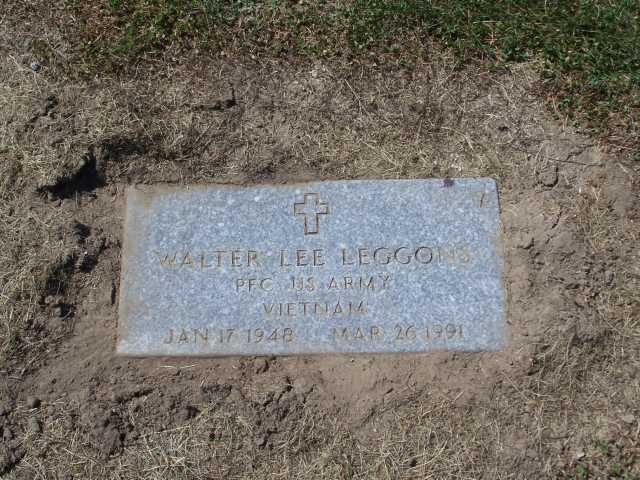 WALTER LEE LEGGONS
PFC US ARMY
VIETNAM
JAN 17 1948 MAR 26 1991